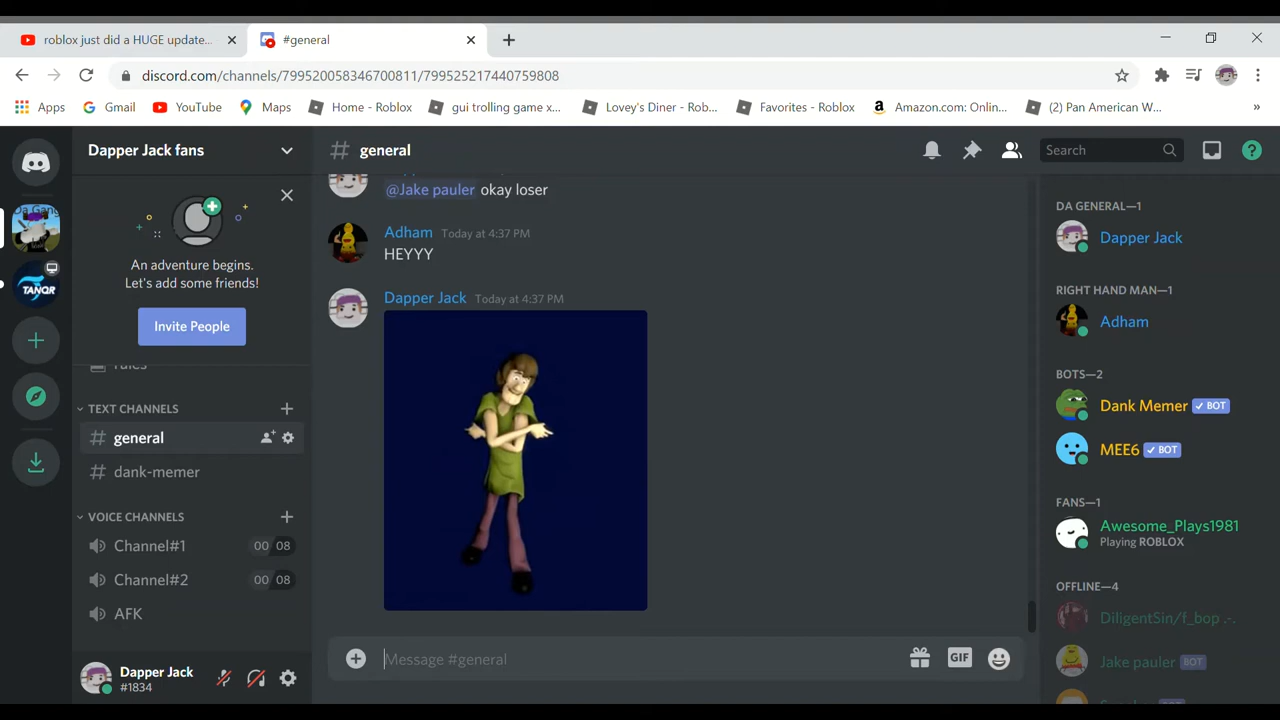 roblox just did a HUGE update...
#general
discord.com/channels/799520058346700811/799525217440759808
Apps
Gmail
YouTube
Maps
Home - Roblox
gui trolling game x...
Lovey's Diner - Rob...
Favorites - Roblox
Amazon.com: Onlin...
(2) Pan American W...
»
Dapper Jack fans
An adventure begins.
Let's add some friends!
Invite People
rules
TEXT CHANNELS
# general
# dank-memer
VOICE CHANNELS
Channel#1 00 08
Channel#2 00 08
AFK
Dapper Jack
#1834
TANQR
# general
Search
@Jake pauler okay loser
Adham Today at 4:37 PM
HEYYY
Dapper Jack Today at 4:37 PM
Message #general
GIF
DA GENERAL—1
Dapper Jack
RIGHT HAND MAN—1
Adham
BOTS—2
Dank Memer ✓ BOT
MEE6 ✓ BOT
FANS—1
Awesome_Plays1981
Playing ROBLOX
OFFLINE—4
DiligentSin/f_bop .-.
Jake pauler BOT